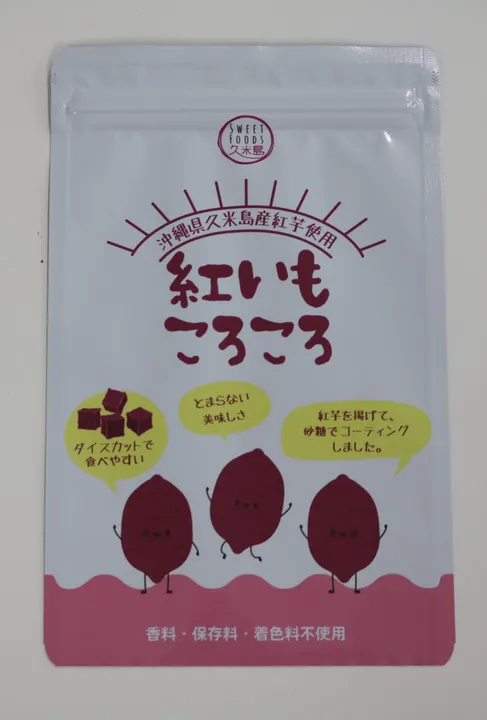 SWEET
FOODS
久米島
沖縄県久米島産紅芋使用
紅いも
ころころ
ダイスカットで
食べやすい
とまらない
美味しさ
紅芋を揚げて、
砂糖でコーティング
しました。
香料・保存料・着色料不使用